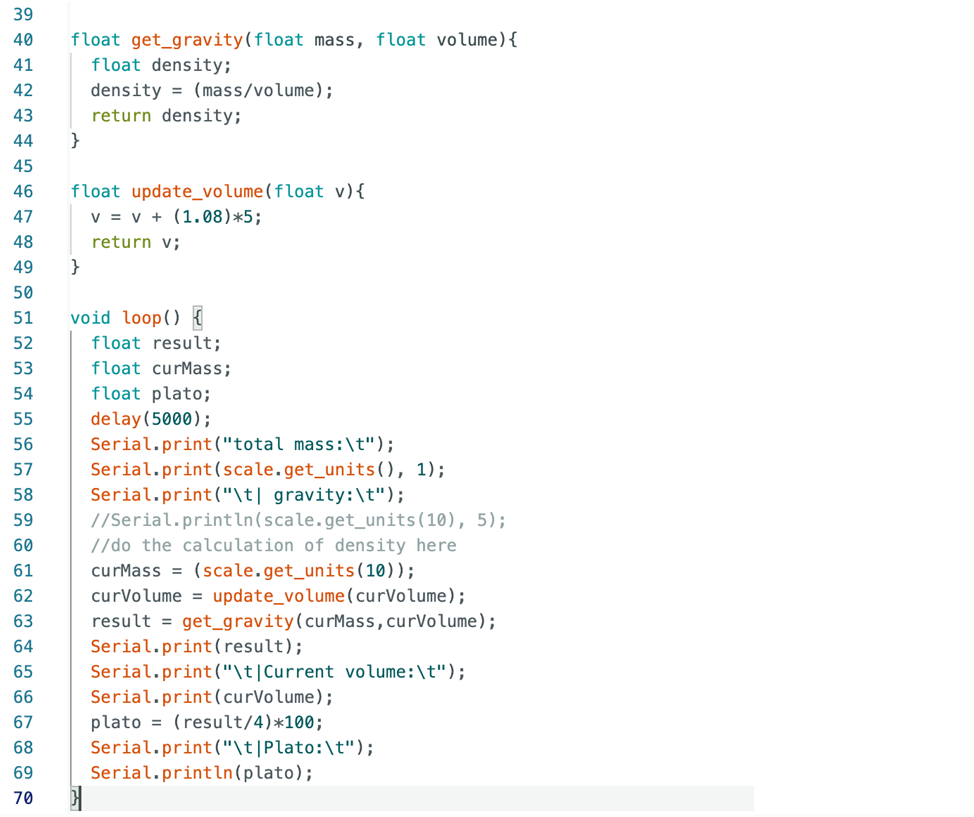 39
40 float get_gravity(float mass, float volume){
41 float density;
42 density = (mass/volume);
43 return density;
44 }
45
46 float update_volume(float v){
47 v = v + (1.08)*5;
48 return v;
49 }
50
51 void loop() {
52 float result;
53 float curMass;
54 float plato;
55 delay(5000);
56 Serial.print("total mass:\t");
57 Serial.print(scale.get_units(), 1);
58 Serial.print("\t| gravity:\t");
59 //Serial.println(scale.get_units(10), 5);
60 //do the calculation of density here
61 curMass = (scale.get_units(10));
62 curVolume = update_volume(curVolume);
63 result = get_gravity(curMass,curVolume);
64 Serial.print(result);
65 Serial.print("\t|Current volume:\t");
66 Serial.print(curVolume);
67 plato = (result/4)*100;
68 Serial.print("\t|Plato:\t");
69 Serial.println(plato);
70 }